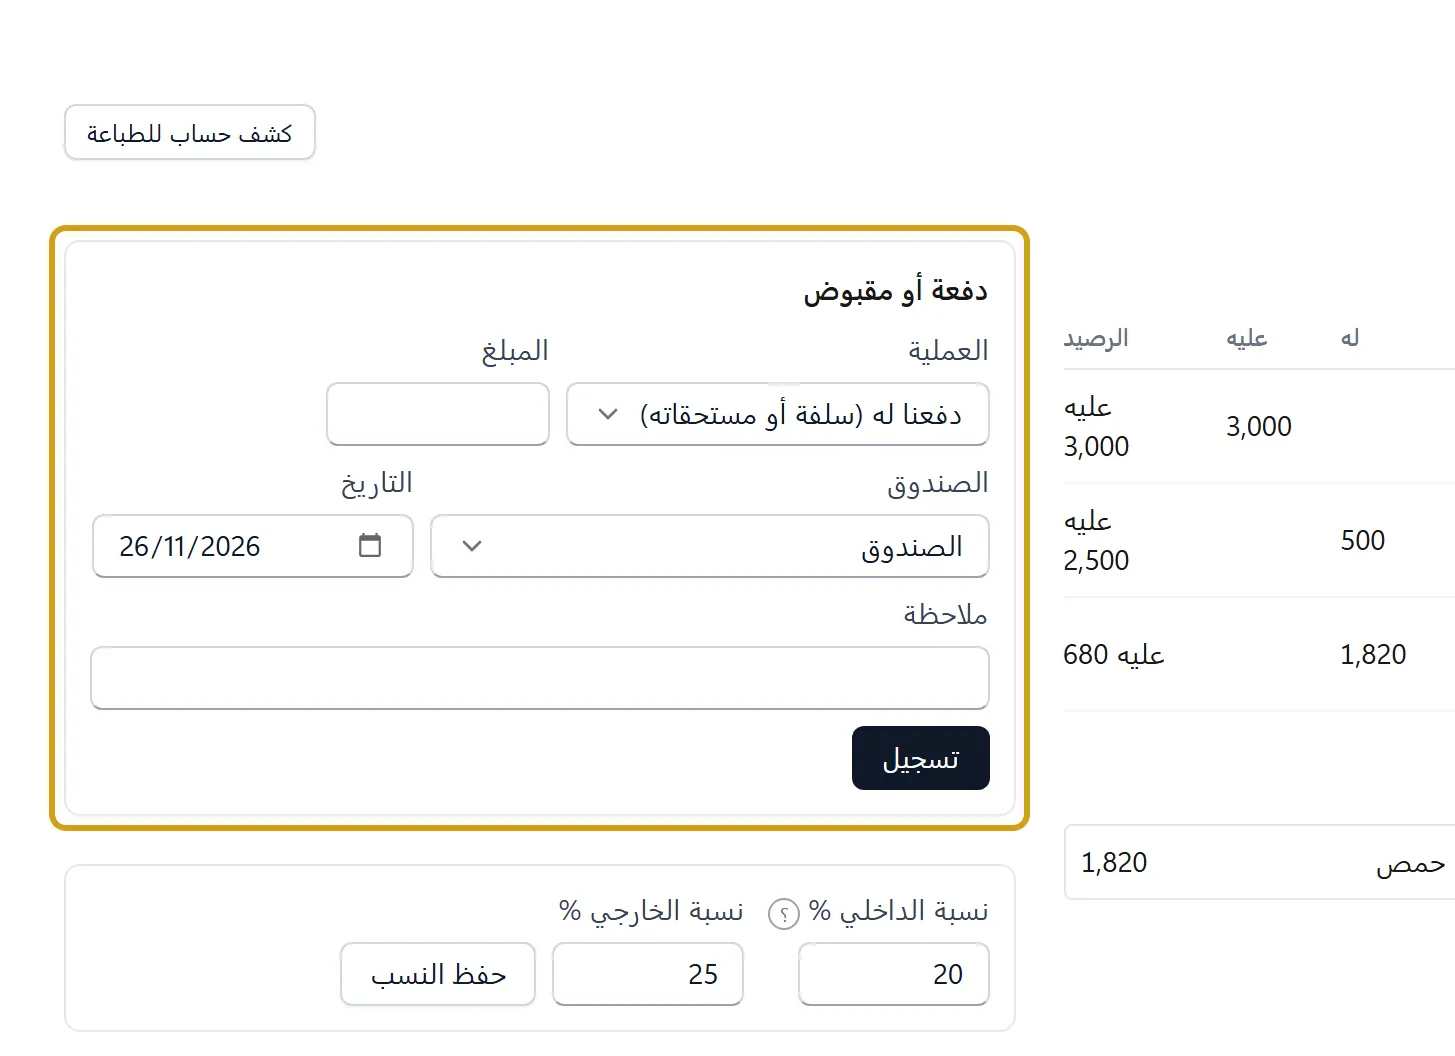 كشف حساب للطباعة
له عليه الرصيد
3,000 عليه 3,000
500 عليه 2,500
1,820 عليه 680
حمص 1,820
دفعة أو مقبوض
العملية المبلغ
دفعنا له (سلفة أو مستحقاته)
الصندوق التاريخ
الصندوق 26/11/2026
ملاحظة
تسجيل
نسبة الداخلي % ؟ نسبة الخارجي %
20 25 حفظ النسب